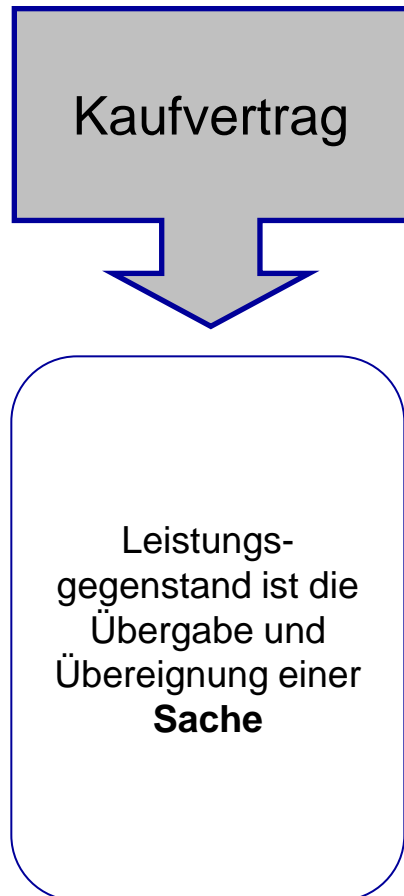 Kaufvertrag
Leistungs-
gegenstand ist die
Übergabe und
Übereignung einer
Sache